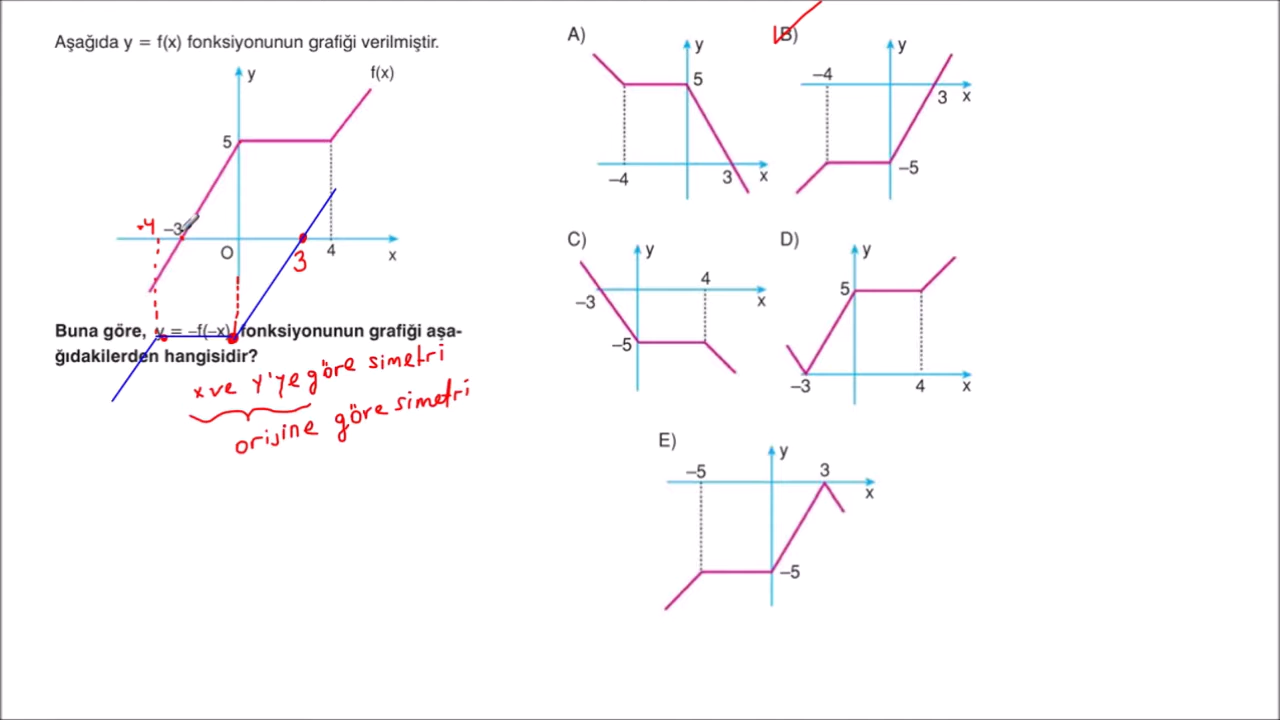 Aşağıda y = f(x) fonksiyonunun grafiği verilmiştir.
y
f(x)
5
-4
–3
O
3
4
x
Buna göre, y = –f(–x) fonksiyonunun grafiği aşa-
ğıdakilerden hangisidir?
x ve y'ye göre simetri
orijine göre simetri
A)
y
5
–4
3
x
B)
y
–4
3
x
–5
C)
y
4
–3
x
–5
D)
y
5
–3
4
x
E)
y
–5
3
x
–5